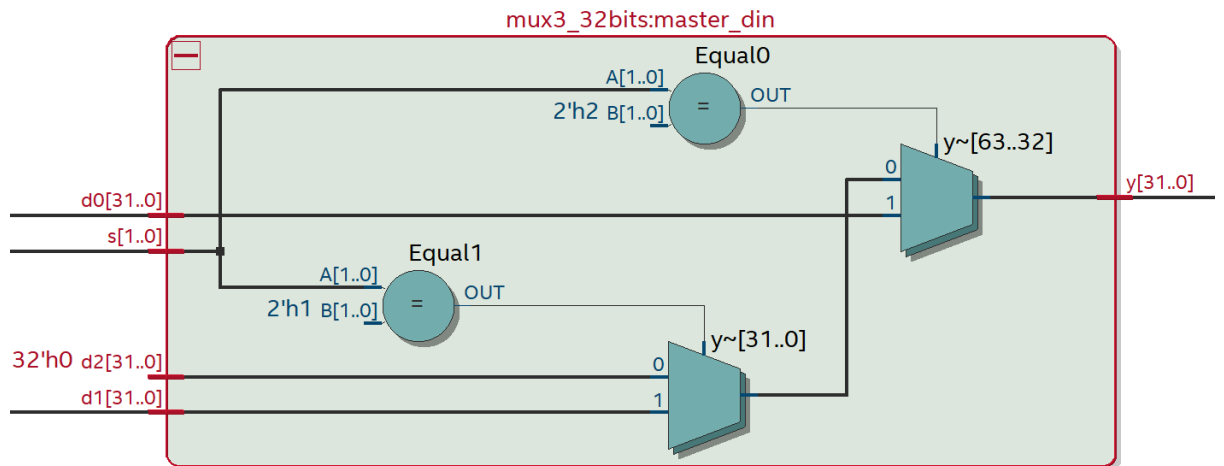 mux3_32bits:master_din
Equal0
A[1..0]
OUT
=
2'h2 B[1..0]
y~[63..32]
0
d0[31..0]
1
y[31..0]
s[1..0]
Equal1
A[1..0]
OUT
=
2'h1 B[1..0]
y~[31..0]
32'h0 d2[31..0]
0
d1[31..0]
1